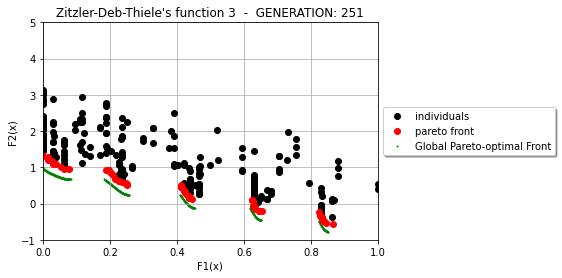 Zitzler-Deb-Thiele's function 3 - GENERATION: 251
5
4
3
2
1
0
−1
F2(x)
0.0 0.2 0.4 0.6 0.8 1.0
F1(x)
individuals
pareto front
Global Pareto-optimal Front